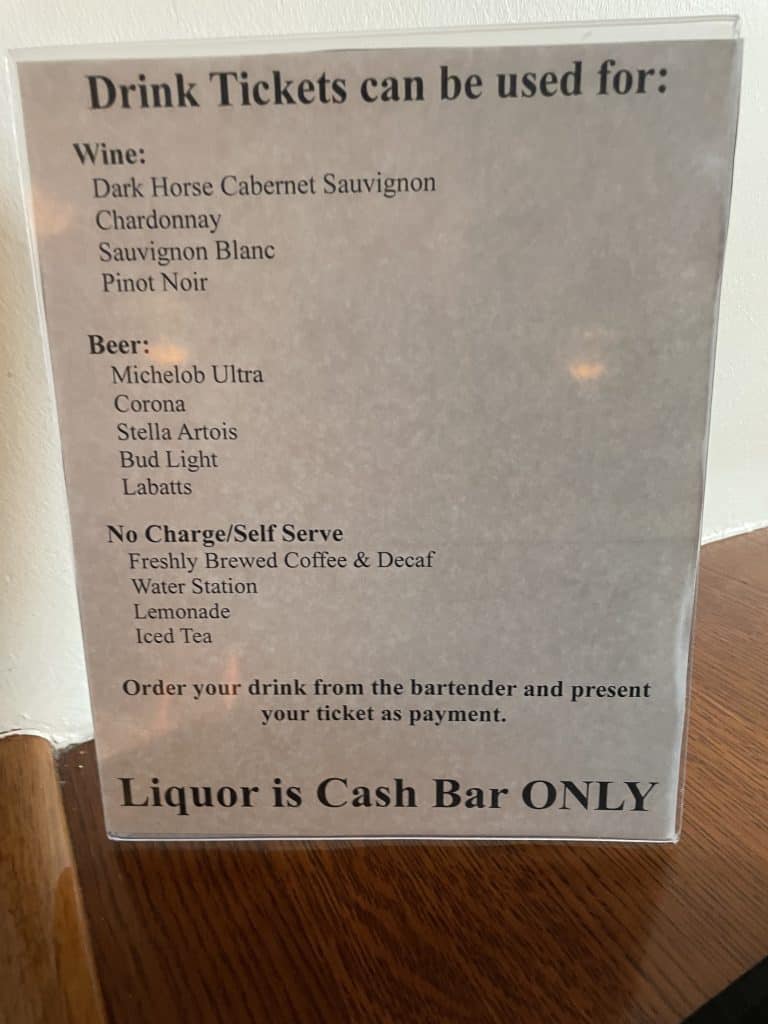 Drink Tickets can be used for:
Wine:
Dark Horse Cabernet Sauvignon
Chardonnay
Sauvignon Blanc
Pinot Noir
Beer:
Michelob Ultra
Corona
Stella Artois
Bud Light
Labatts
No Charge/Self Serve
Freshly Brewed Coffee & Decaf
Water Station
Lemonade
Iced Tea
Order your drink from the bartender and present
your ticket as payment.
Liquor is Cash Bar ONLY